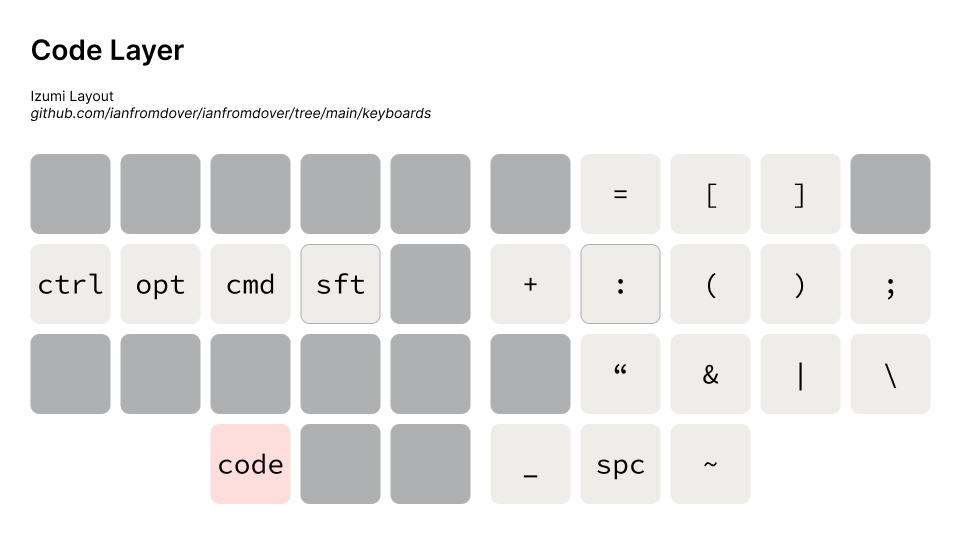 Code Layer
Izumi Layout
github.com/ianfromdover/ianfromdover/tree/main/keyboards
= [ ]
ctrl opt cmd sft + : ( ) ;
“ & | \
code _ spc ~